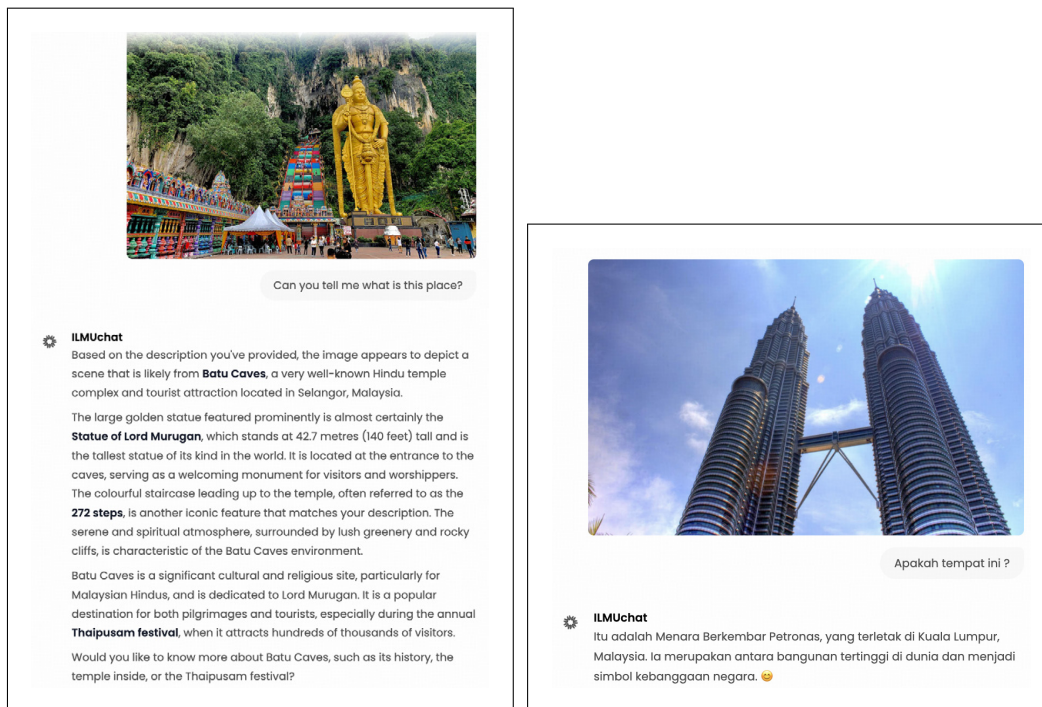 Can you tell me what is this place?
ILMUchat
Based on the description you've provided, the image appears to depict a
scene that is likely from Batu Caves, a very well-known Hindu temple
complex and tourist attraction located in Selangor, Malaysia.
The large golden statue featured prominently is almost certainly the
Statue of Lord Murugan, which stands at 42.7 metres (140 feet) tall and is
the tallest statue of its kind in the world. It is located at the entrance to the
caves, serving as a welcoming monument for visitors and worshippers.
The colourful staircase leading up to the temple, often referred to as the
272 steps, is another iconic feature that matches your description. The
serene and spiritual atmosphere, surrounded by lush greenery and rocky
cliffs, is characteristic of the Batu Caves environment.
Batu Caves is a significant cultural and religious site, particularly for
Malaysian Hindus, and is dedicated to Lord Murugan. It is a popular
destination for both pilgrimages and tourists, especially during the annual
Thaipusam festival, when it attracts hundreds of thousands of visitors.
Would you like to know more about Batu Caves, such as its history, the
temple inside, or the Thaipusam festival?
Apakah tempat ini ?
ILMUchat
Itu adalah Menara Berkembar Petronas, yang terletak di Kuala Lumpur,
Malaysia. Ia merupakan antara bangunan tertinggi di dunia dan menjadi
simbol kebanggaan negara. 😊